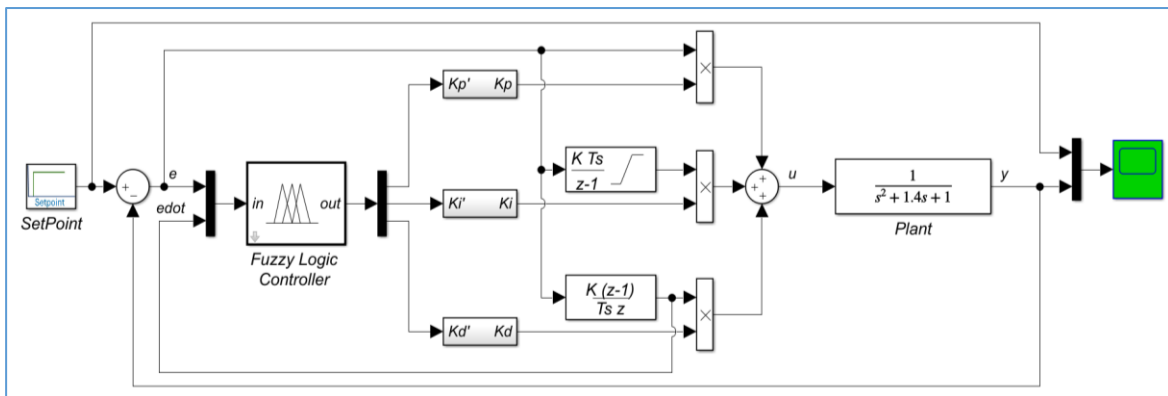 Setpoint
SetPoint
+
−
e
edot
in
out
Fuzzy Logic
Controller
Kp' Kp
Ki' Ki
Kd' Kd
K Ts
z-1
K (z-1)
Ts z
×
×
×
+
+ +
+
u
1
s² + 1.4s + 1
Plant
y